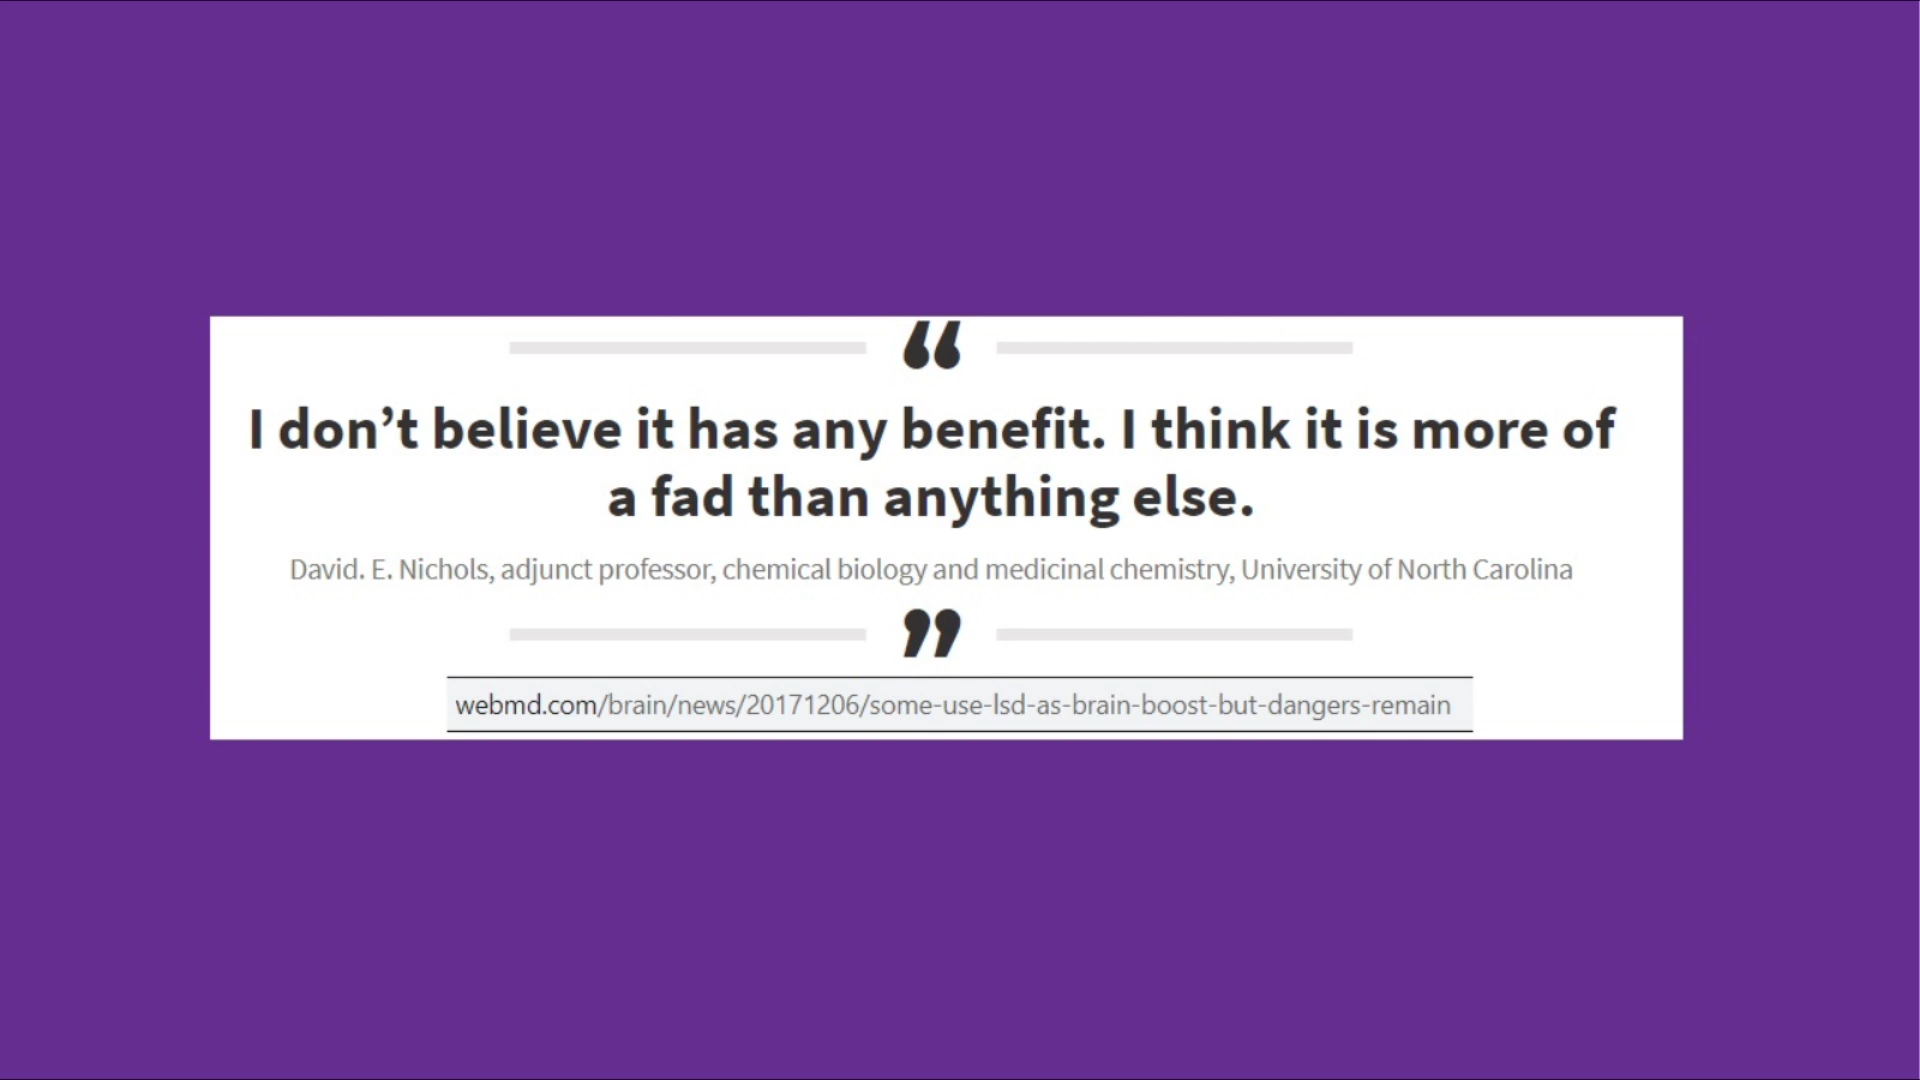 “
I don’t believe it has any benefit. I think it is more of
a fad than anything else.
David. E. Nichols, adjunct professor, chemical biology and medicinal chemistry, University of North Carolina
”
webmd.com/brain/news/20171206/some-use-lsd-as-brain-boost-but-dangers-remain